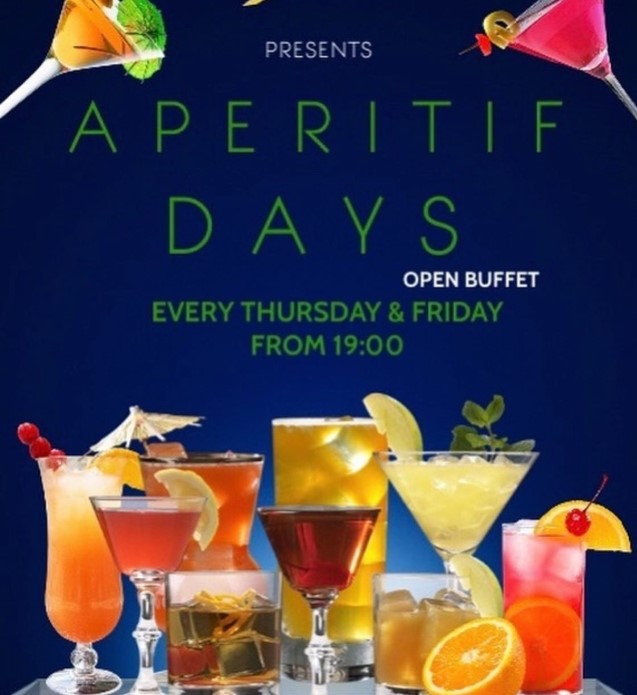 PRESENTS
APERITIF
DAYS
OPEN BUFFET
EVERY THURSDAY & FRIDAY
FROM 19:00